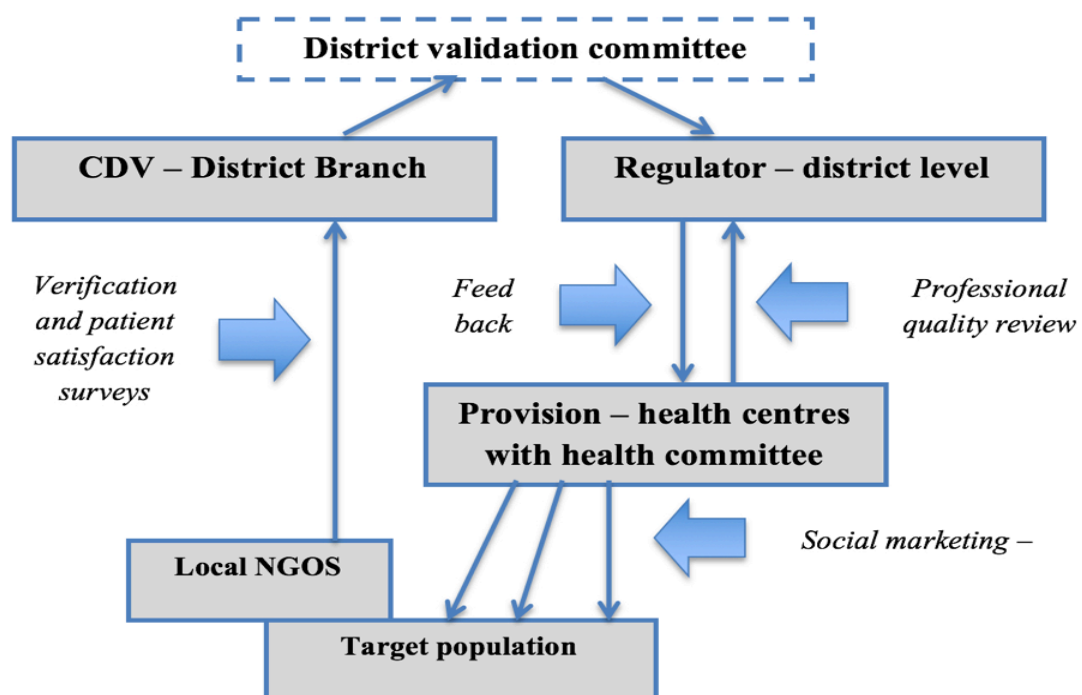 District validation committee
CDV – District Branch
Regulator – district level
Verification
and patient
satisfaction
surveys
Feed
back
Professional
quality review
Provision – health centres
with health committee
Social marketing –
Local NGOS
Target population